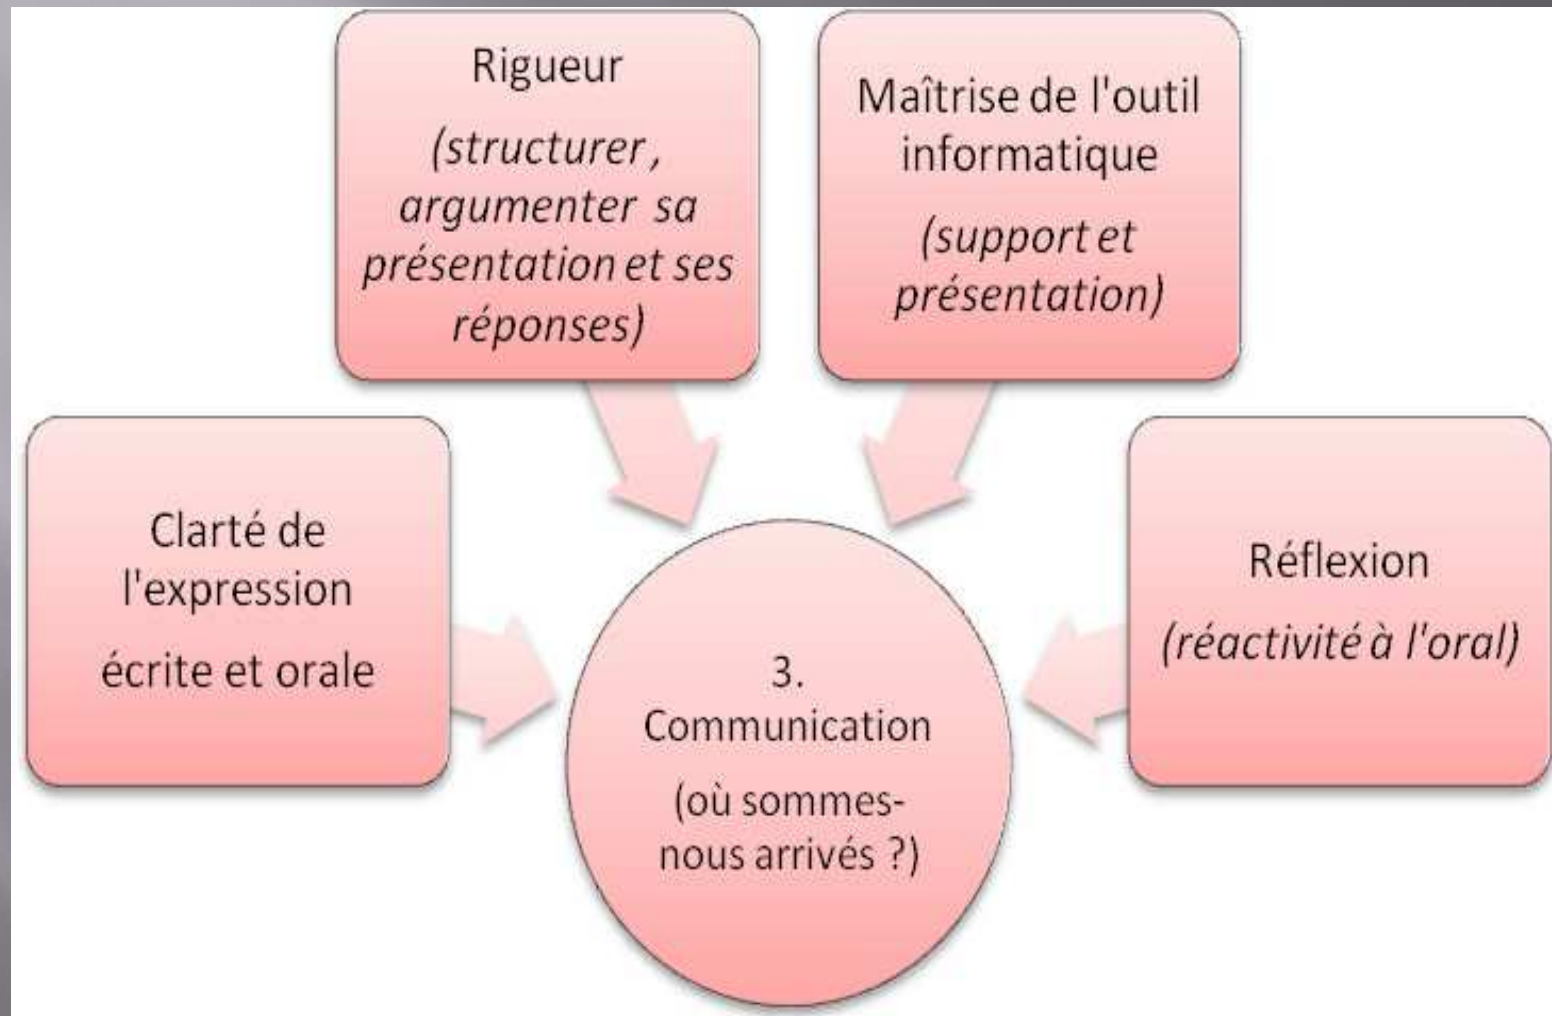 Rigueur
(structurer ,
argumenter sa
présentation et ses
réponses)
Maîtrise de l'outil
informatique
(support et
présentation)
Clarté de
l'expression
écrite et orale
Réflexion
(réactivité à l'oral)
3.
Communication
(où sommes-
nous arrivés ?)